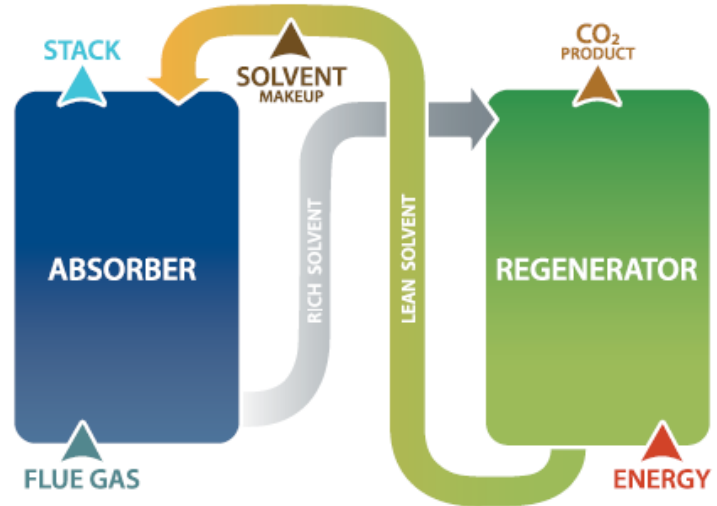 STACK
SOLVENT
MAKEUP
CO₂
PRODUCT
ABSORBER
RICH SOLVENT
LEAN SOLVENT
REGENERATOR
FLUE GAS
ENERGY